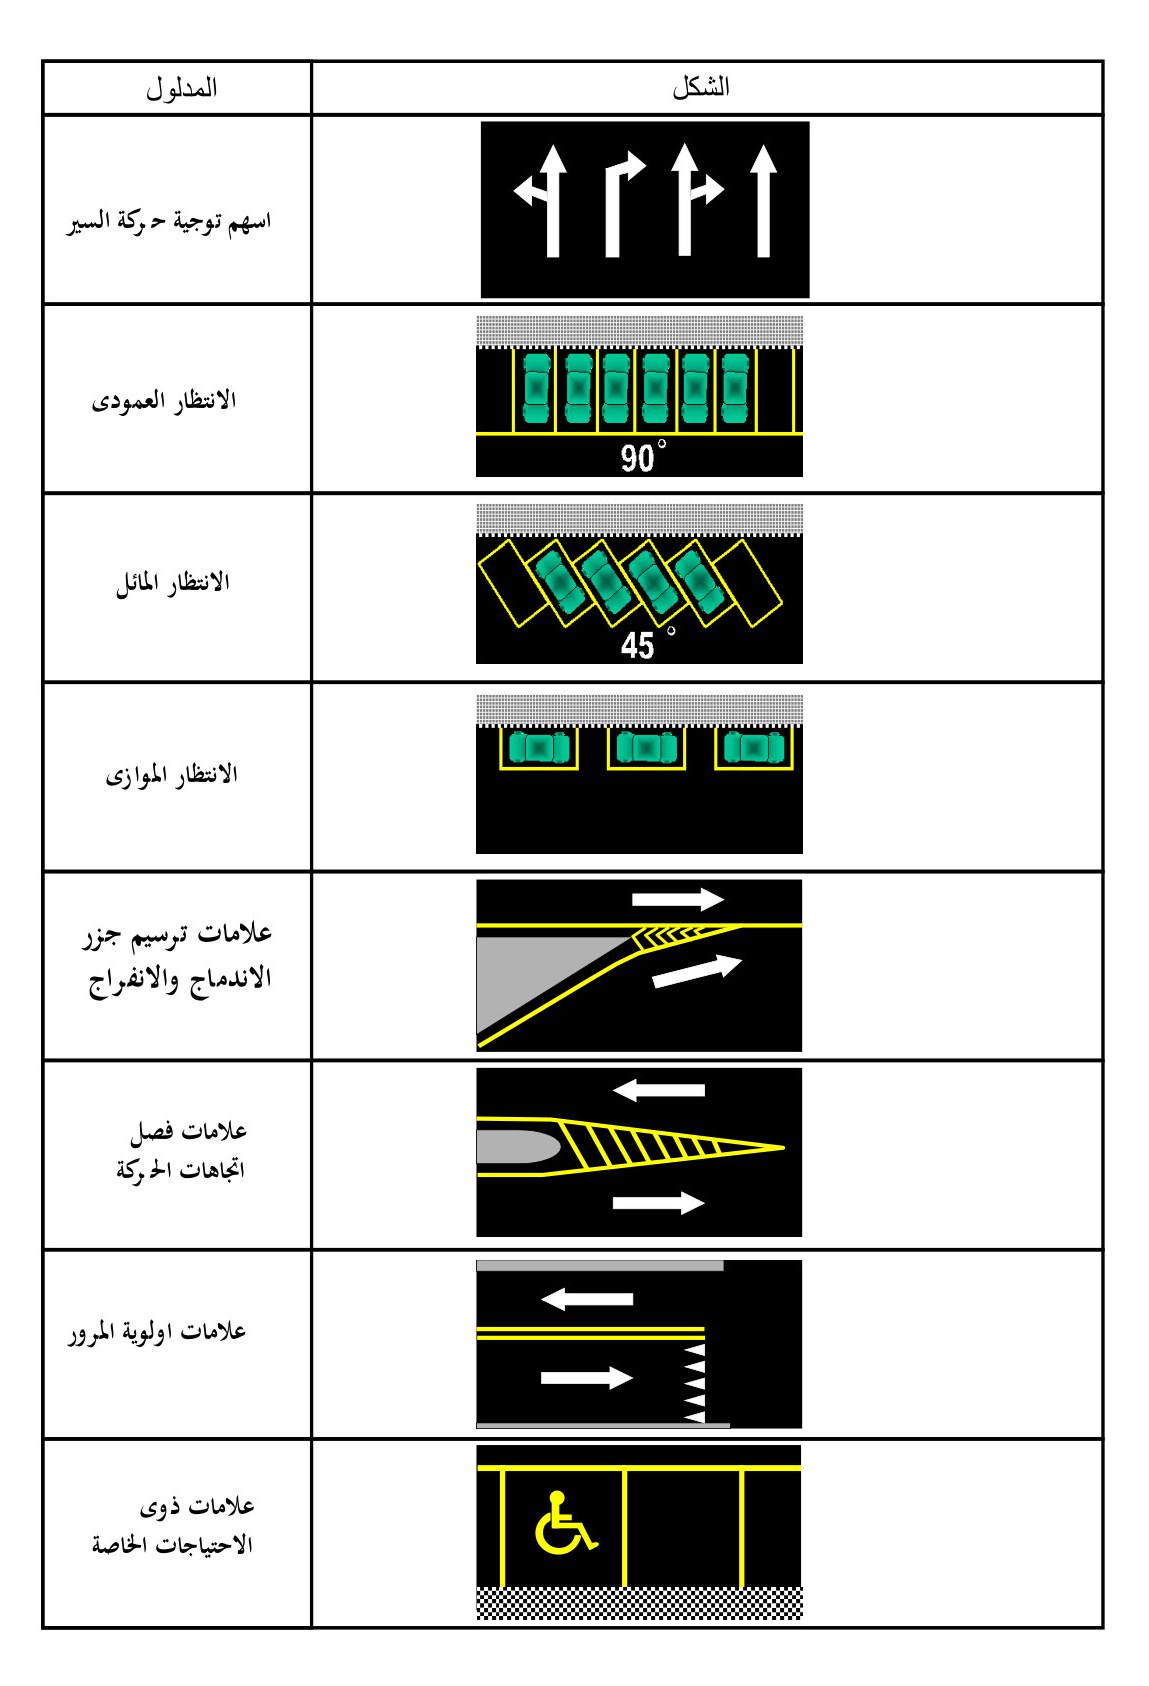 الشكل
المدلول
اسهم توجية حركة السير
الانتظار العمودى
90°
الانتظار المائل
45°
الانتظار الموازى
علامات ترسيم جزر
الاندماج والانفراج
علامات فصل
اتجاهات الحركة
علامات اولوية المرور
علامات ذوى
الاحتياجات الخاصة